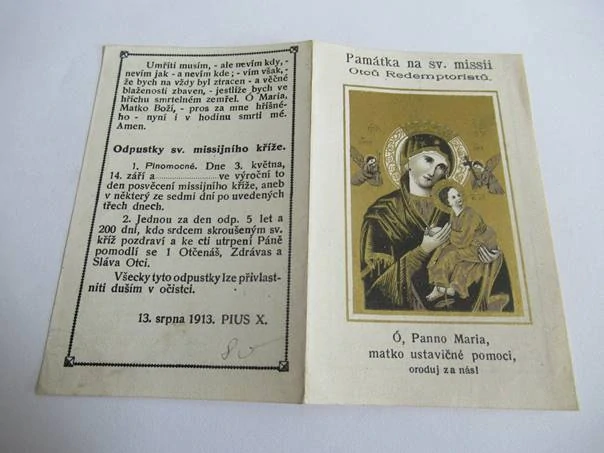 Umříti musím, - ale nevím kdy, -
nevím jak - a nevím kde; - vím však, -
že bych na vždy byl ztracen - a věčné
blaženosti zbaven, - jestliže bych ve
hříchu smrtelném zemřel. Ó Maria,
Matko Boží, - pros za mne hříšné-
ho - nyní i v hodinu smrti mé.
Amen.
Odpustky sv. missijního kříže.
1. Plnomocné. Dne 3. května,
14. září a ............... ve výroční to
den posvěcení missijního kříže, aneb
v některý ze sedmi dní po uvedených
třech dnech.
2. Jednou za den odp. 5 let a
200 dní, kdo srdcem skroušeným sv.
kříž pozdraví a ke cti utrpení Páně
pomodlí se 1 Otčenáš, Zdrávas a
Sláva Otci.
Všecky tyto odpustky lze přivlast-
niti duším v očistci.
13. srpna 1913. PIUS X.
Památka na sv. missii
Otců Redemptoristů.
Ó, Panno Maria,
matko ustavičné pomoci,
oroduj za nás!